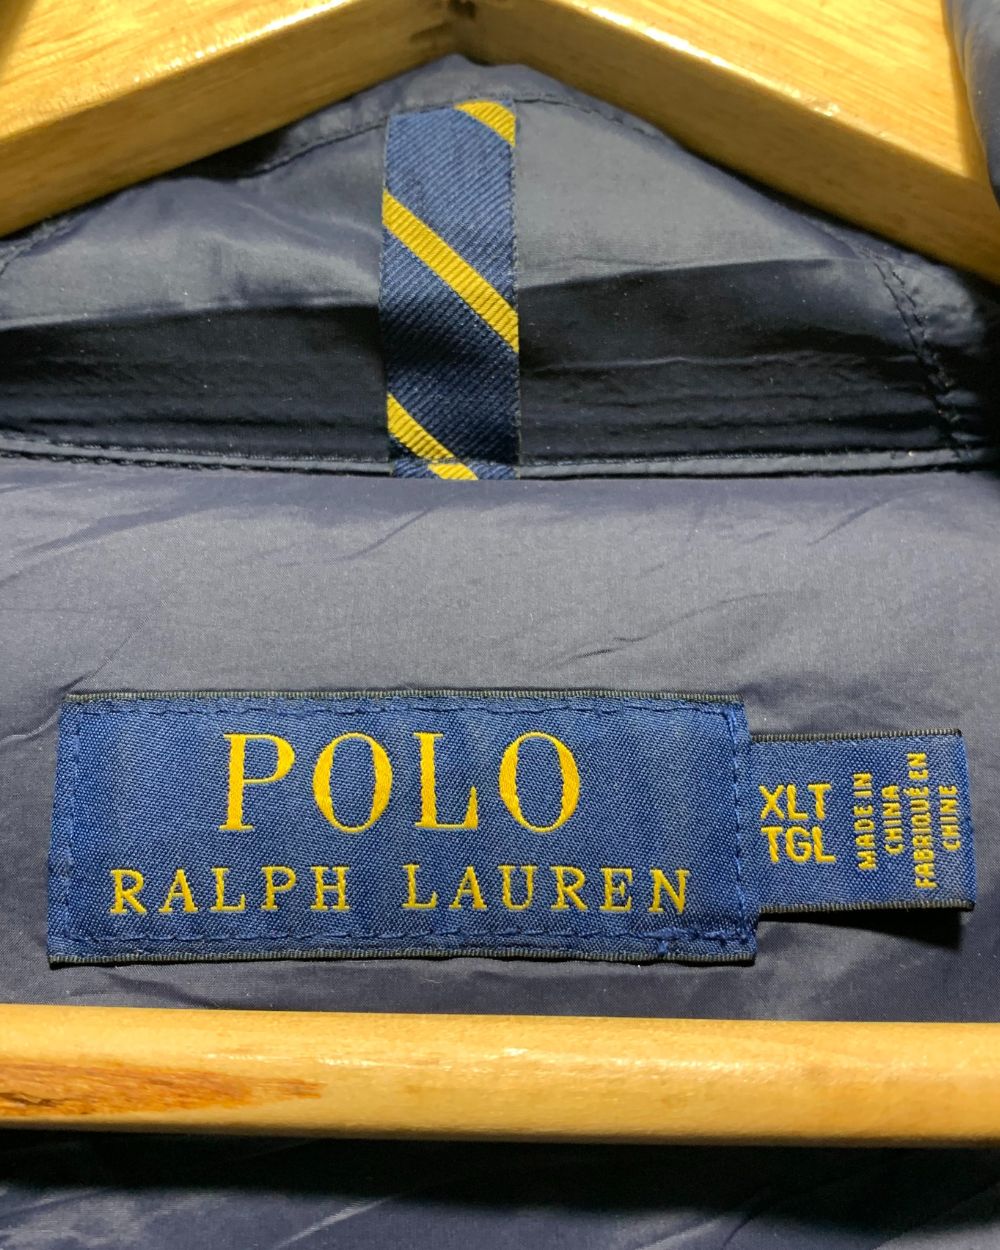 POLO
RALPH LAUREN
XLT
TGL
MADE IN
CHINA
FABRIQUÉ EN
CHINE